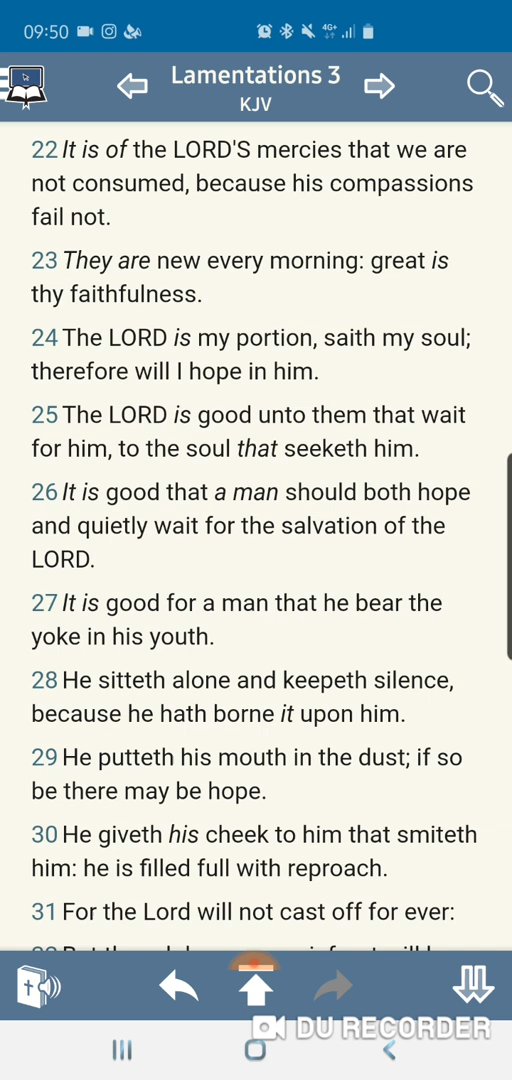 09:50 4G+
Lamentations 3
KJV
22 It is of the LORD'S mercies that we are
not consumed, because his compassions
fail not.
23 They are new every morning: great is
thy faithfulness.
24 The LORD is my portion, saith my soul;
therefore will I hope in him.
25 The LORD is good unto them that wait
for him, to the soul that seeketh him.
26 It is good that a man should both hope
and quietly wait for the salvation of the
LORD.
27 It is good for a man that he bear the
yoke in his youth.
28 He sitteth alone and keepeth silence,
because he hath borne it upon him.
29 He putteth his mouth in the dust; if so
be there may be hope.
30 He giveth his cheek to him that smiteth
him: he is filled full with reproach.
31 For the Lord will not cast off for ever:
DU RECORDER